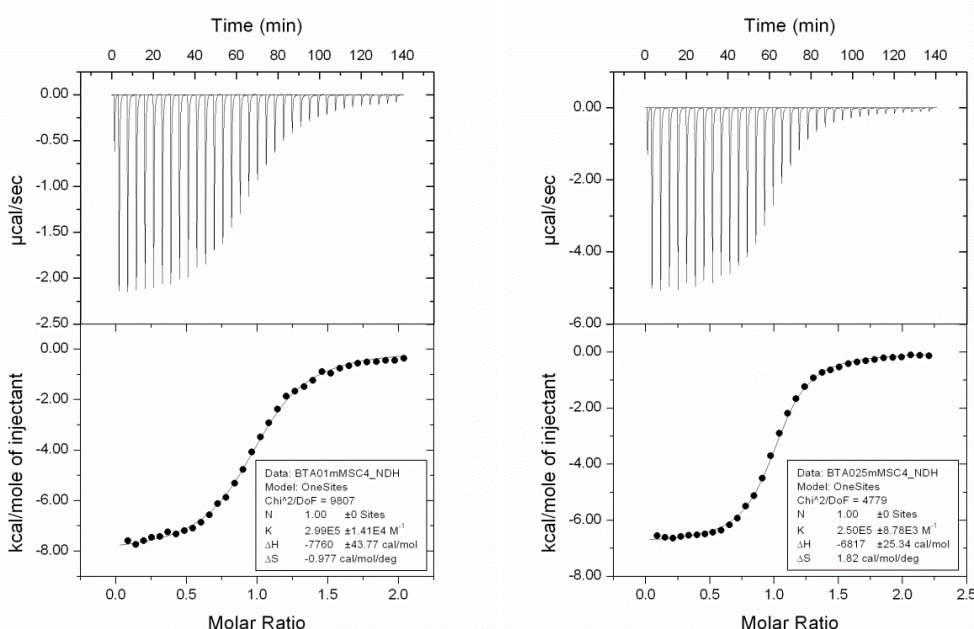 Time (min)
0 20 40 60 80 100 120 140
0.00
-0.50
-1.00
-1.50
-2.00
-2.50
µcal/sec
0.00
-2.00
-4.00
-6.00
-8.00
kcal/mole of injectant
Data: BTA01mMSC4_NDH
Model: OneSites
Chi^2/DoF = 9807
N 1.00 ±0 Sites
K 2.99E5 ±1.41E4 M⁻¹
ΔH -7760 ±43.77 cal/mol
ΔS -0.977 cal/mol/deg
0.0 0.5 1.0 1.5 2.0
Molar Ratio
Time (min)
0 20 40 60 80 100 120 140
0.00
-2.00
-4.00
-6.00
µcal/sec
0.00
-2.00
-4.00
-6.00
-8.00
kcal/mole of injectant
Data: BTA025mMSC4_NDH
Model: OneSites
Chi^2/DoF = 4779
N 1.00 ±0 Sites
K 2.50E5 ±8.78E3 M⁻¹
ΔH -6817 ±25.34 cal/mol
ΔS 1.82 cal/mol/deg
0.0 0.5 1.0 1.5 2.0 2.5
Molar Ratio